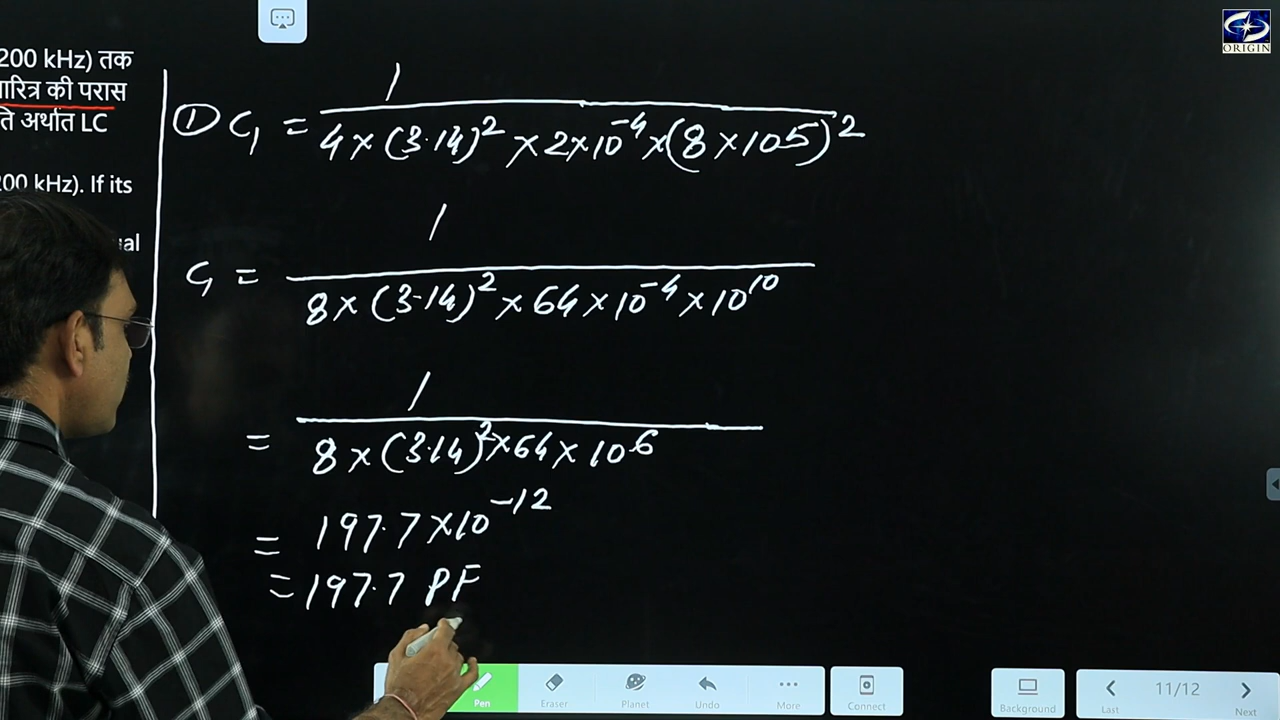 200 kHz) तक
ारित्र की परास
ति अर्थात LC
200 kHz). If its
ual
① C₁ = 1 / 4×(3.14)² × 2×10⁻⁴×(8×105)²
C₁ = 1 / 8×(3.14)²×64×10⁻⁴×10¹⁰
= 1 / 8×(3.14)²×64×10⁶
= 197.7×10⁻¹²
=197.7 PF
ORIGIN
Pen
Eraser
Planet
Undo
More
Connect
Background
Last
11/12
Next